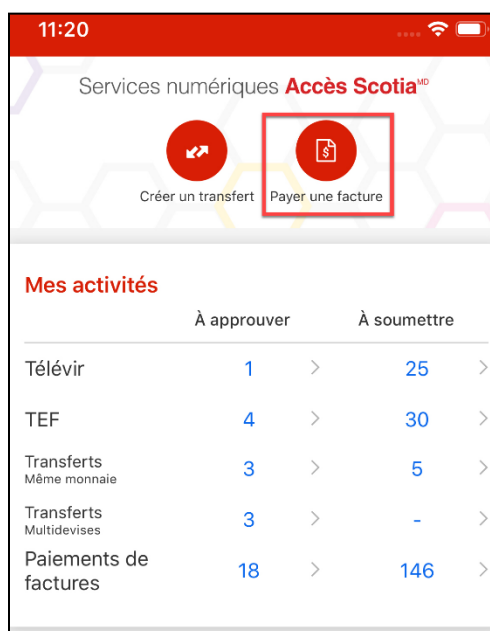 11:20
Services numériques Accès Scotia MD
Créer un transfert Payer une facture
Mes activités
À approuver À soumettre
Télévir 1 25
TEF 4 30
Transferts
Même monnaie 3 5
Transferts
Multidevises 3 -
Paiements de
factures 18 146